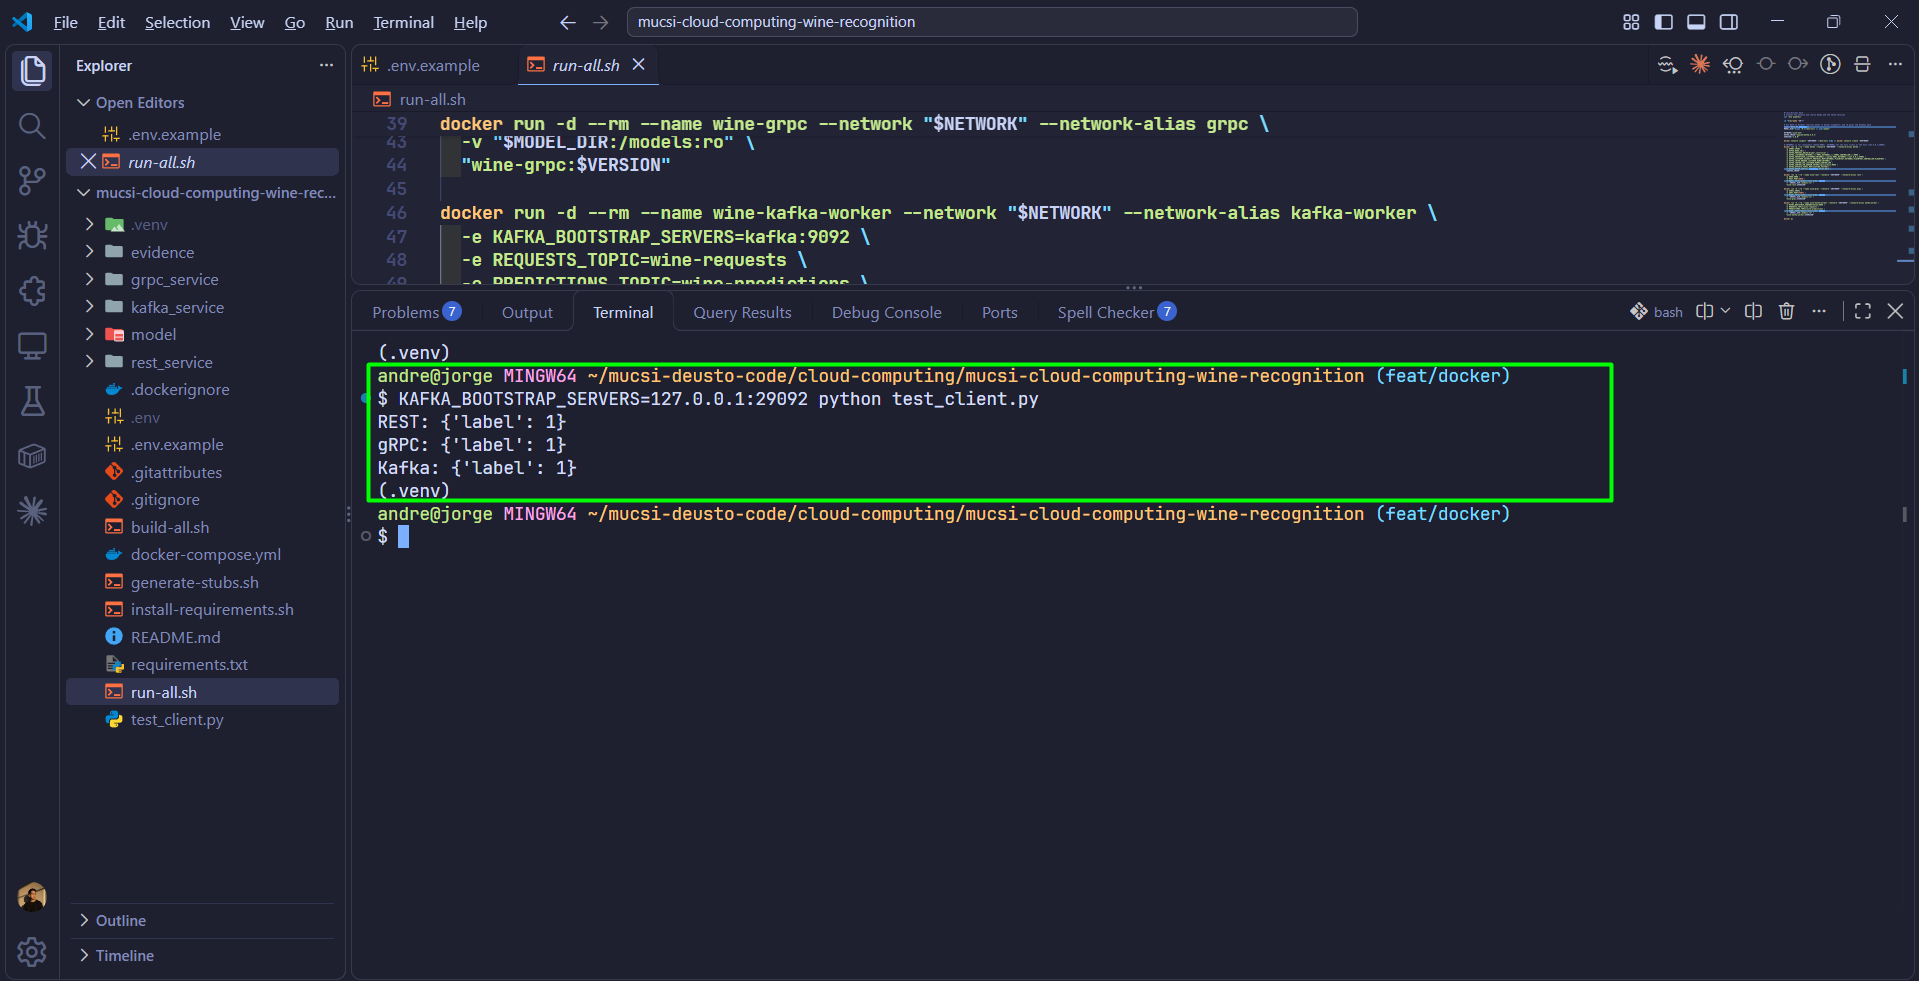 File Edit Selection View Go Run Terminal Help
mucsi-cloud-computing-wine-recognition
Explorer
Open Editors
.env.example
run-all.sh
mucsi-cloud-computing-wine-rec...
.venv
evidence
grpc_service
kafka_service
model
rest_service
.dockerignore
.env
.env.example
.gitattributes
.gitignore
build-all.sh
docker-compose.yml
generate-stubs.sh
install-requirements.sh
README.md
requirements.txt
run-all.sh
test_client.py
Outline
Timeline
.env.example run-all.sh
run-all.sh
39 docker run -d --rm --name wine-grpc --network "$NETWORK" --network-alias grpc \
43 -v "$MODEL_DIR:/models:ro" \
44 "wine-grpc:$VERSION"
45
46 docker run -d --rm --name wine-kafka-worker --network "$NETWORK" --network-alias kafka-worker \
47 -e KAFKA_BOOTSTRAP_SERVERS=kafka:9092 \
48 -e REQUESTS_TOPIC=wine-requests \
49 -e PREDICTIONS_TOPIC=wine-predictions \
Problems 7 Output Terminal Query Results Debug Console Ports Spell Checker 7
bash
(.venv)
andre@jorge MINGW64 ~/mucsi-deusto-code/cloud-computing/mucsi-cloud-computing-wine-recognition (feat/docker)
$ KAFKA_BOOTSTRAP_SERVERS=127.0.0.1:29092 python test_client.py
REST: {'label': 1}
gRPC: {'label': 1}
Kafka: {'label': 1}
(.venv)
andre@jorge MINGW64 ~/mucsi-deusto-code/cloud-computing/mucsi-cloud-computing-wine-recognition (feat/docker)
$